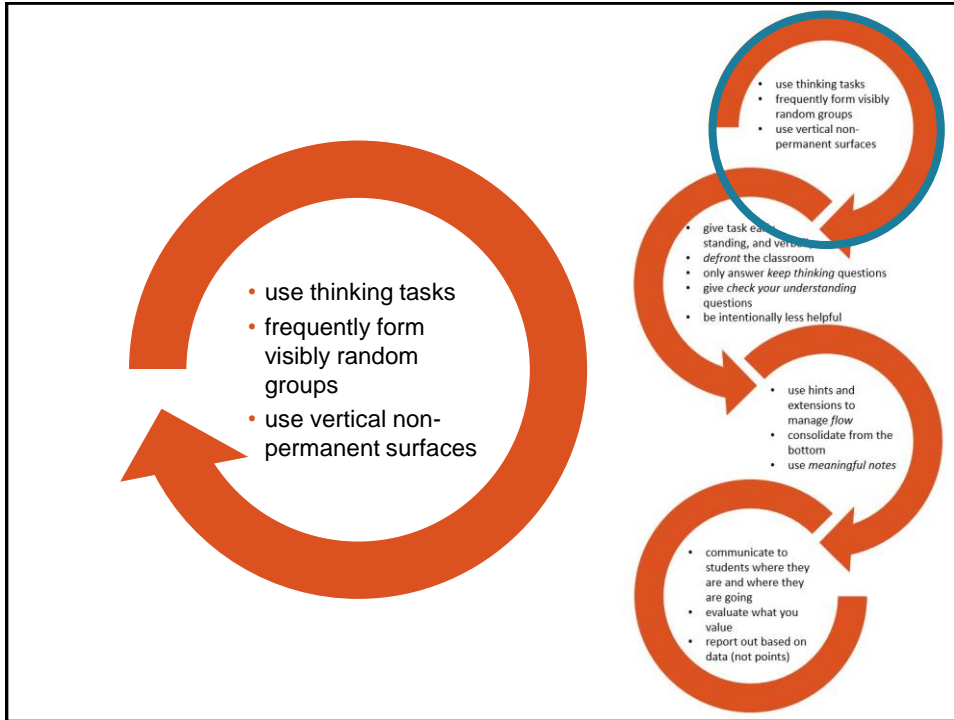 • use thinking tasks
• frequently form
visibly random
groups
• use vertical non-
permanent surfaces
• use thinking tasks
• frequently form visibly
random groups
• use vertical non-
permanent surfaces
• give task early,
standing, and verbally
• defront the classroom
• only answer keep thinking questions
• give check your understanding
questions
• be intentionally less helpful
• use hints and
extensions to
manage flow
• consolidate from the
bottom
• use meaningful notes
• communicate to
students where they
are and where they
are going
• evaluate what you
value
• report out based on
data (not points)